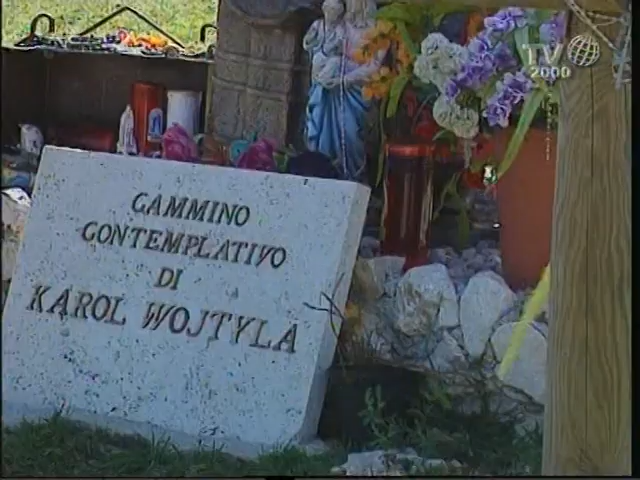 CAMMINO
CONTEMPLATIVO
DI
KAROL WOJTYLA
TV
2000